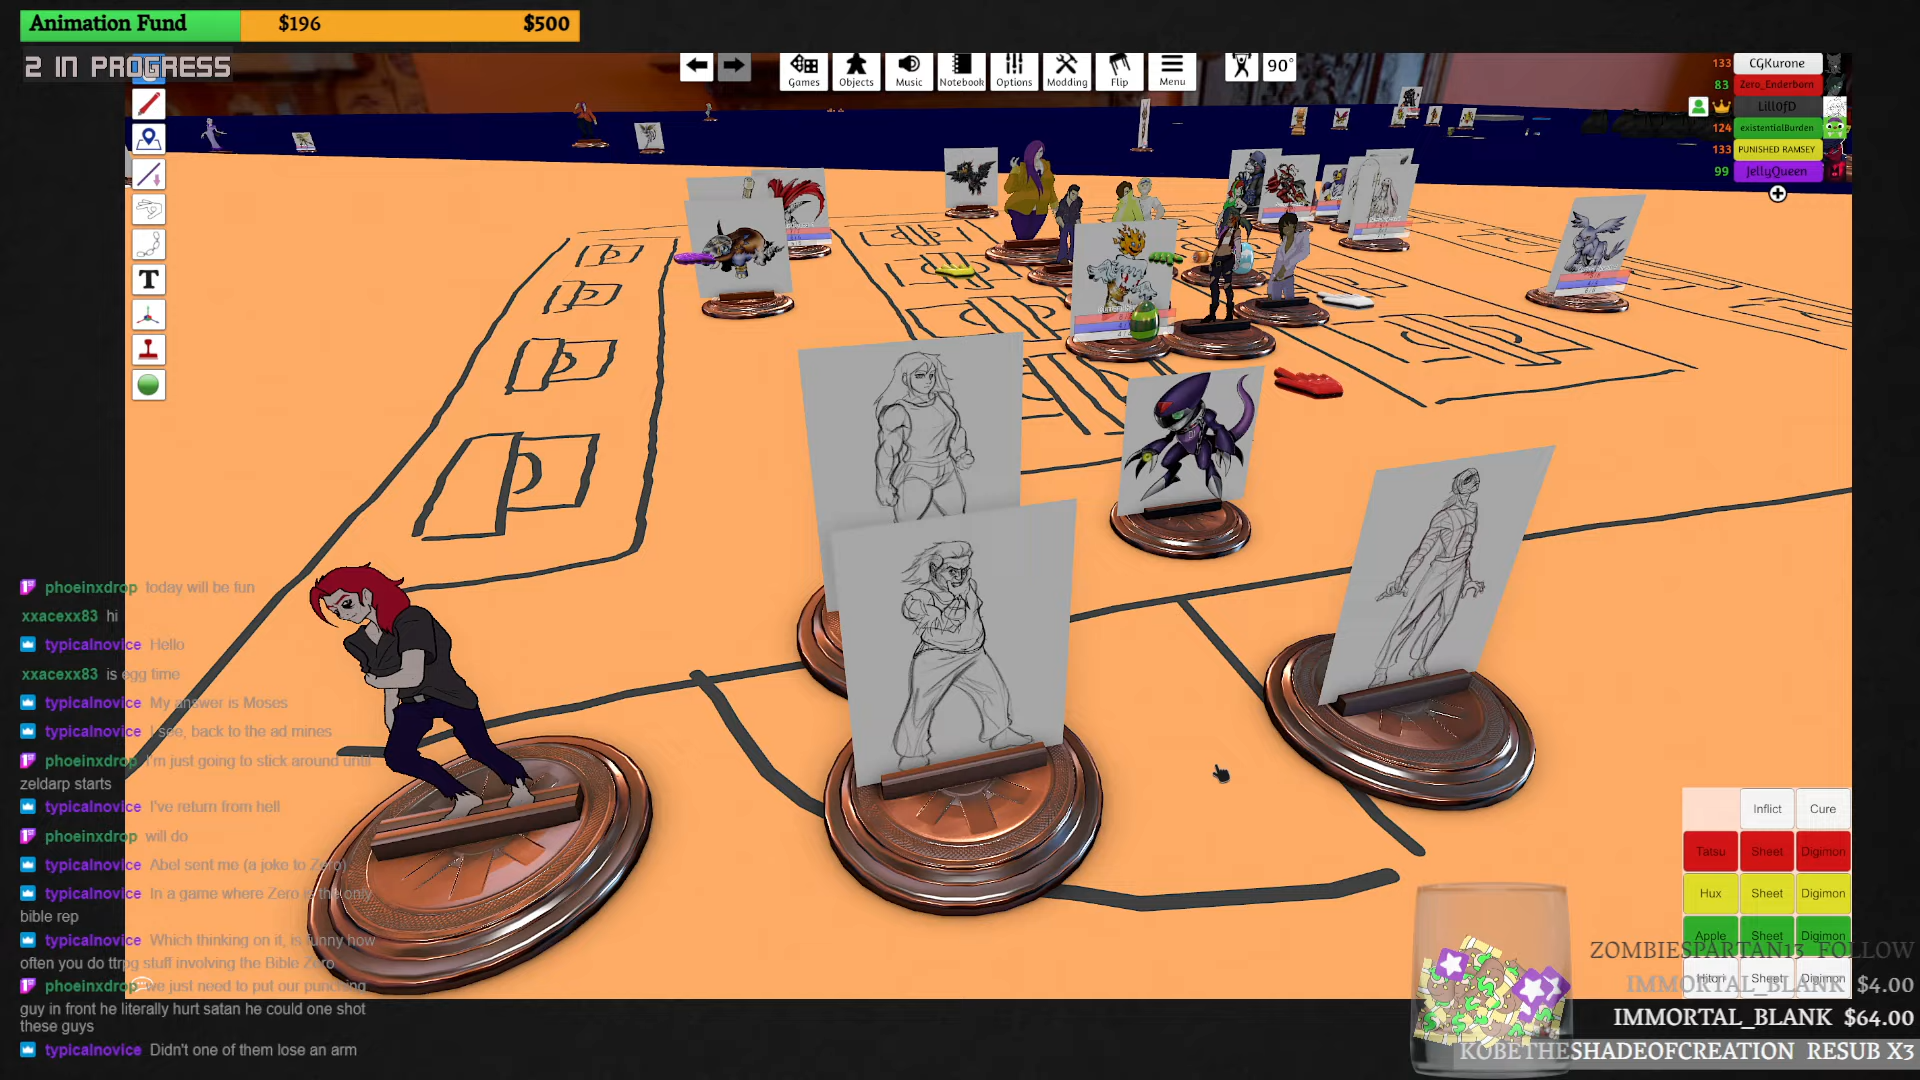 Animation Fund $196 $500
2 IN PROGRESS
Games Objects Music Notebook Options Modding Flip Menu 90°
133 CGKurone
83 Zero_Enderborn
LillOfD
124 existentialBurden
133 PUNISHED RAMSEY
99 JellyQueen
T
phoeinxdrop today will be fun
xxacexx83 hi
typicalnovice Hello
xxacexx83 is egg time
typicalnovice My answer is Moses
typicalnovice I see, back to the ad mines
phoeinxdrop I'm just going to stick around until
zeldarp starts
typicalnovice I've return from hell
phoeinxdrop will do
typicalnovice Abel sent me (a joke to Zero)
typicalnovice In a game where Zero is the only
bible rep
typicalnovice Which thinking on it, is funny how
often you do ttrpg stuff involving the Bible Zero
phoeinxdrop we just need to put our punching
guy in front he literally hurt satan he could one shot
these guys
typicalnovice Didn't one of them lose an arm
Inflict Cure
Tatsu Sheet Digimon
Hux Sheet Digimon
Apple Sheet Digimon
Hitori Sheet Digimon
ZOMBIESPARTAN13 FOLLOW
IMMORTAL_BLANK $4.00
IMMORTAL_BLANK $64.00
KOBETHESHADEOFCREATION RESUB X3